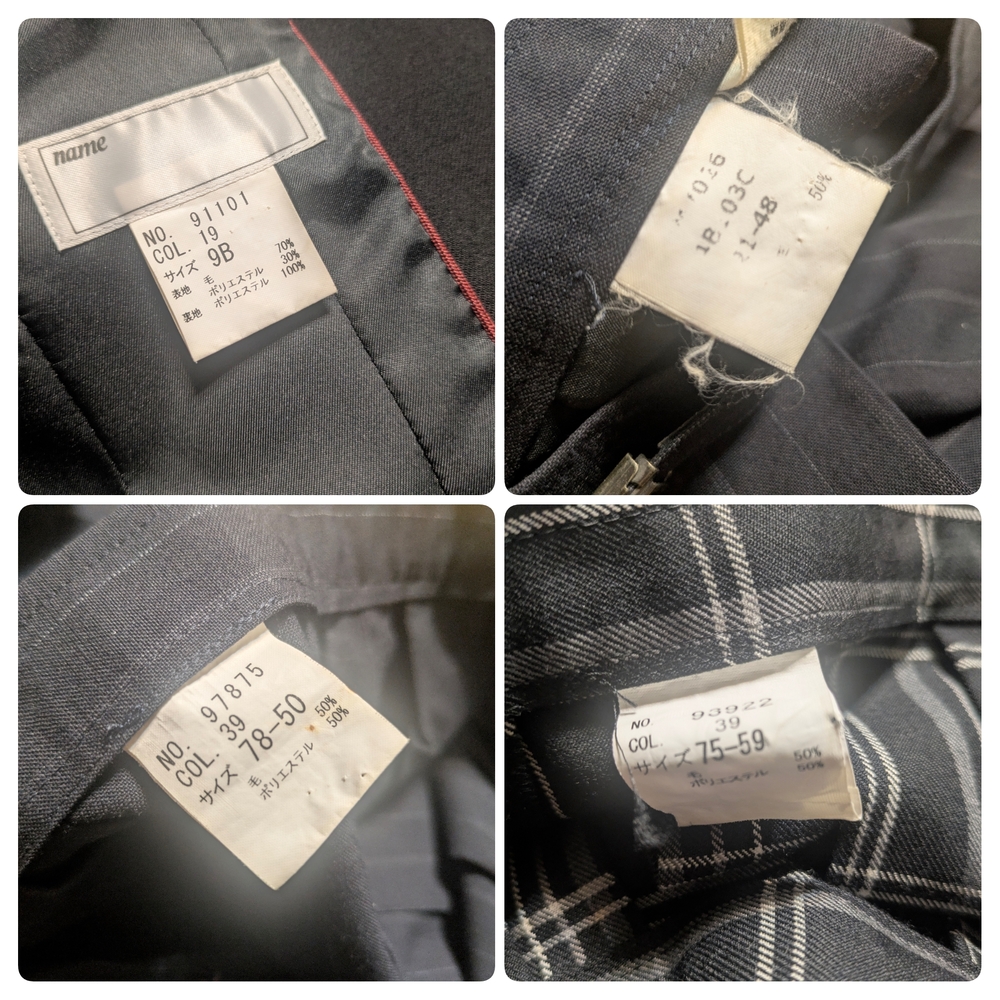 name
NO. 91101
COL. 19
サイズ 9B
表地 毛 70%
ポリエステル 30%
裏地 ポリエステル 100%
1B. 03C
1-48
50%
NO. 97875
COL. 39
サイズ 78-50
毛 50%
ポリエステル 50%
NO. 93922
COL. 39
サイズ 75-59
毛 50%
ポリエステル 50%